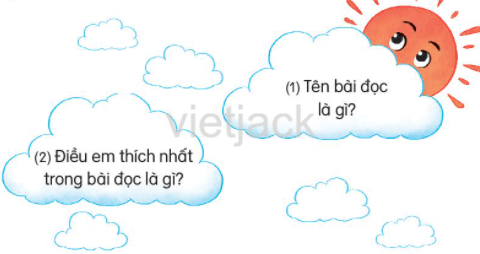 (1) Tên bài đọc
là gì?
vietjack
(2) Điều em thích nhất
trong bài đọc là gì?